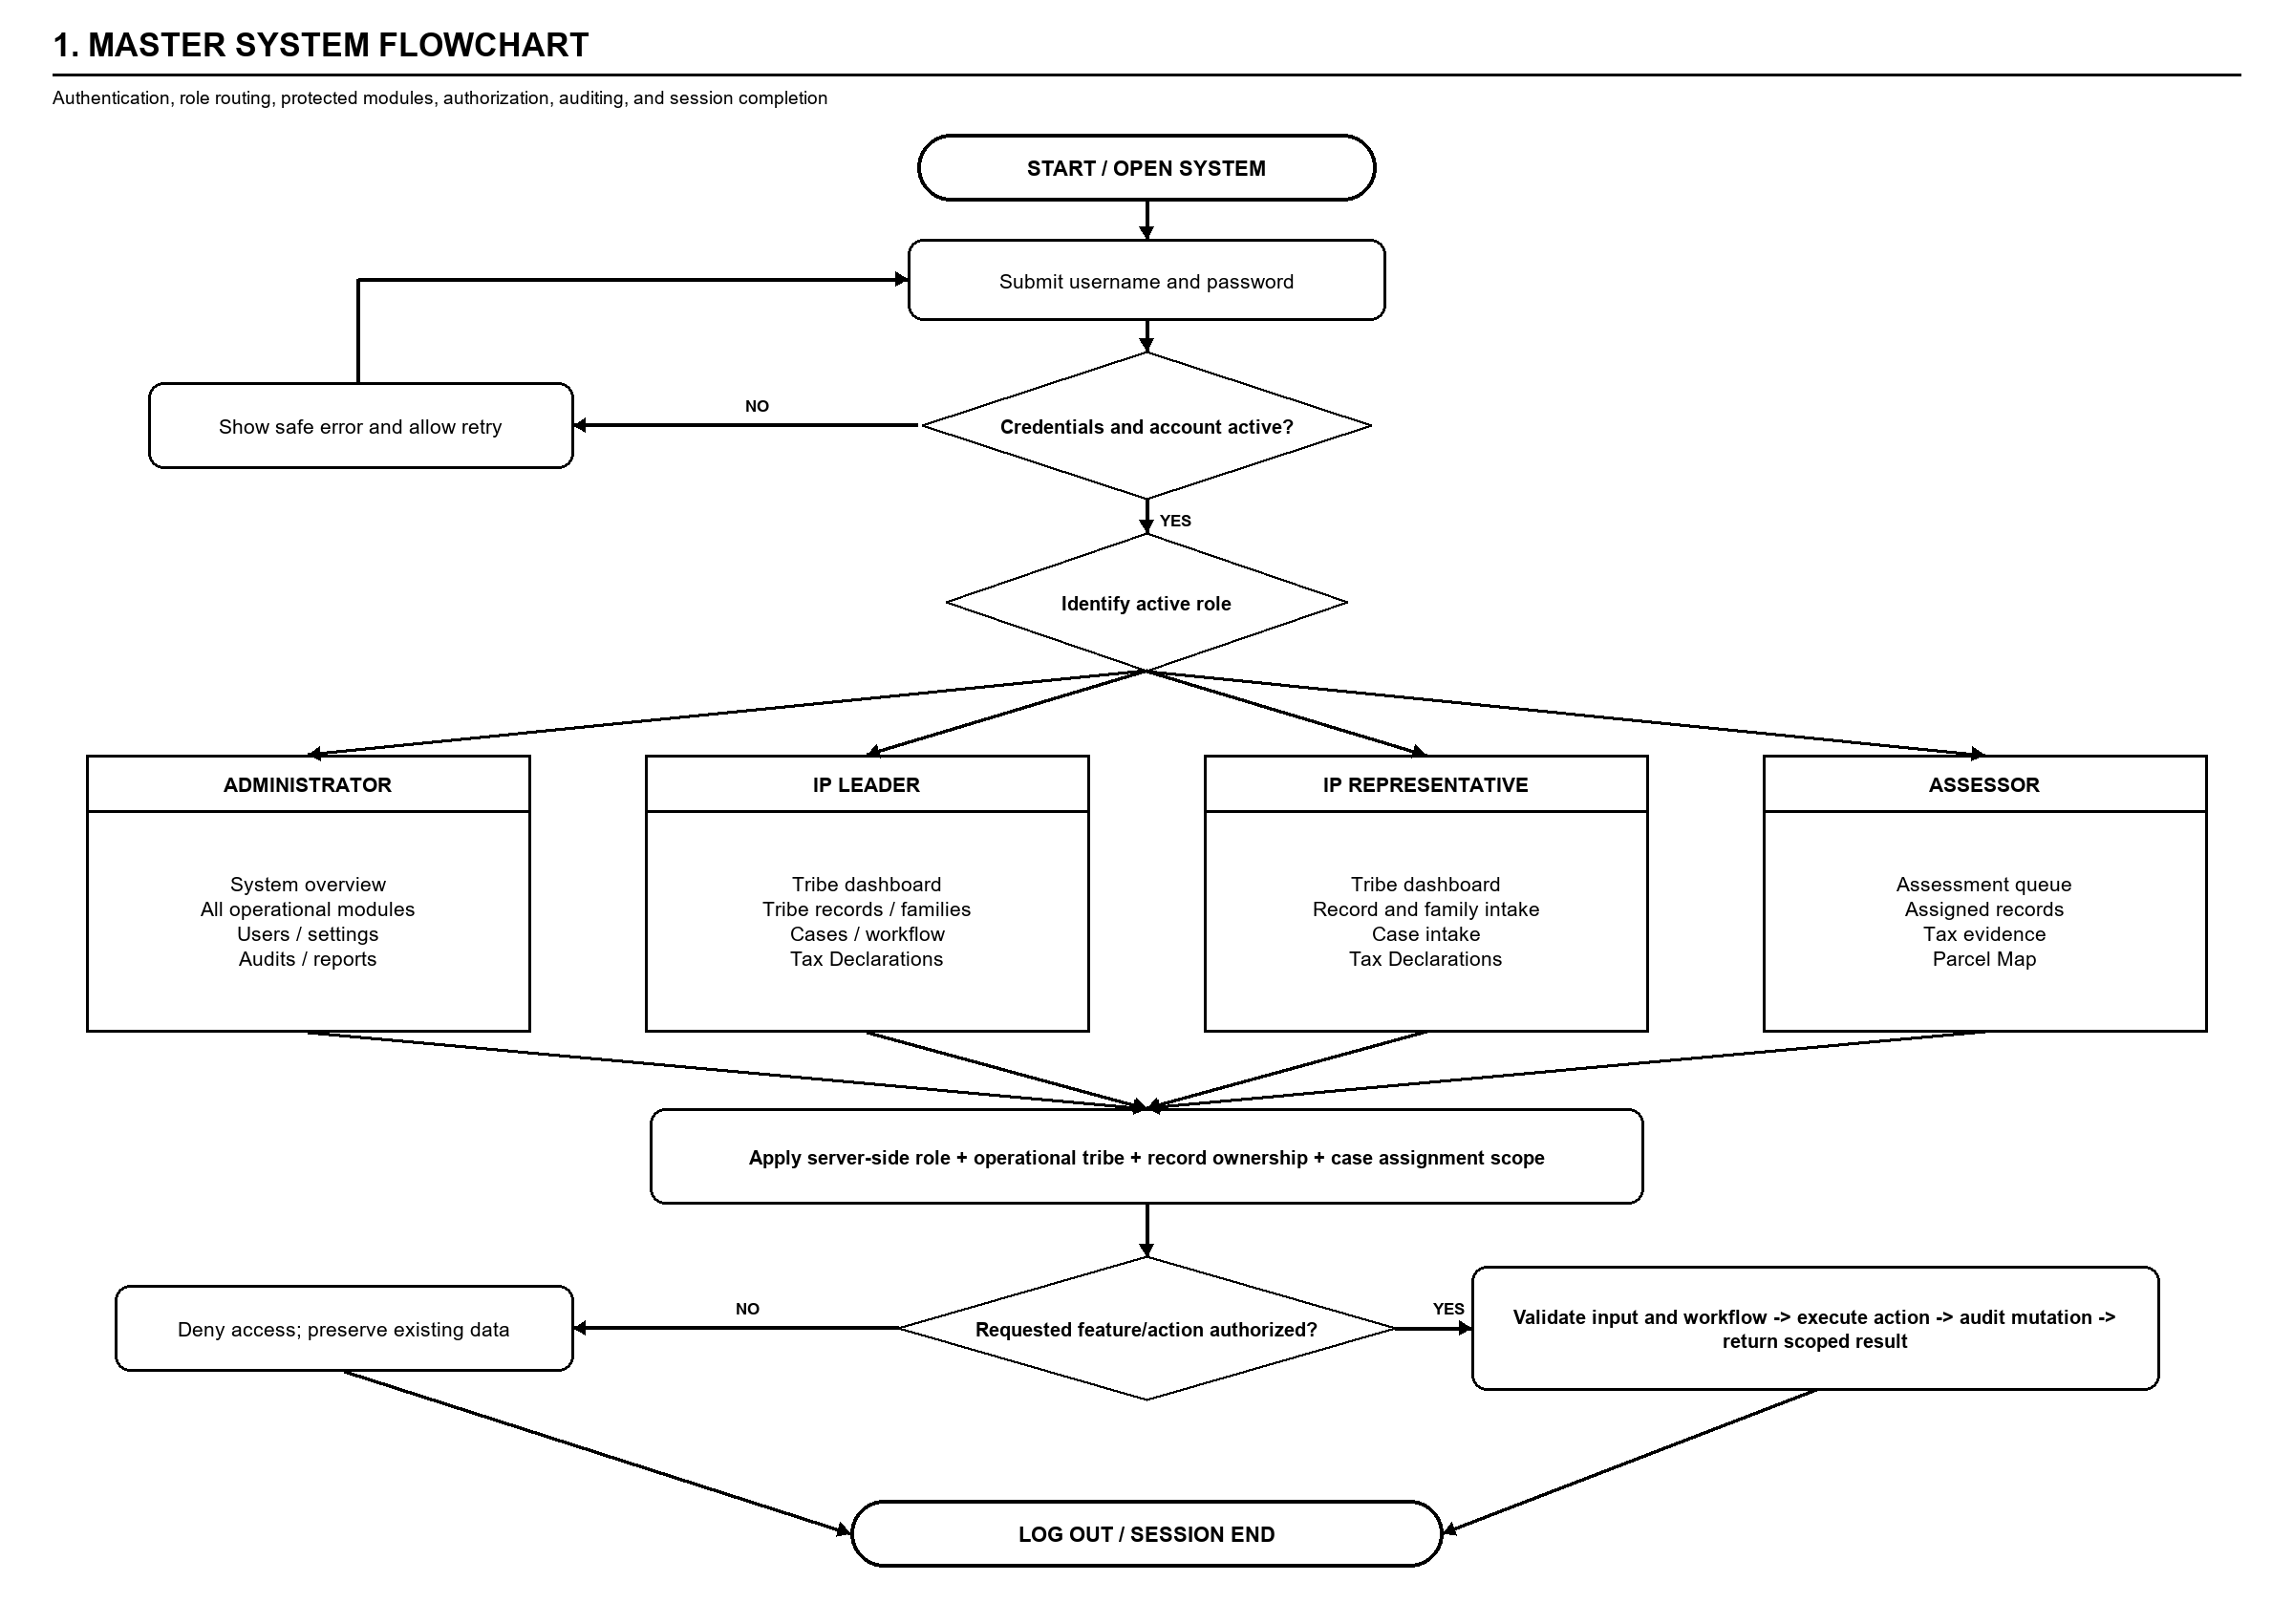 1. MASTER SYSTEM FLOWCHART
Authentication, role routing, protected modules, authorization, auditing, and session completion
START / OPEN SYSTEM
Submit username and password
NO
Show safe error and allow retry
Credentials and account active?
YES
Identify active role
ADMINISTRATOR
System overview
All operational modules
Users / settings
Audits / reports
IP LEADER
Tribe dashboard
Tribe records / families
Cases / workflow
Tax Declarations
IP REPRESENTATIVE
Tribe dashboard
Record and family intake
Case intake
Tax Declarations
ASSESSOR
Assessment queue
Assigned records
Tax evidence
Parcel Map
Apply server-side role + operational tribe + record ownership + case assignment scope
NO
YES
Deny access; preserve existing data
Requested feature/action authorized?
Validate input and workflow -> execute action -> audit mutation ->
return scoped result
LOG OUT / SESSION END